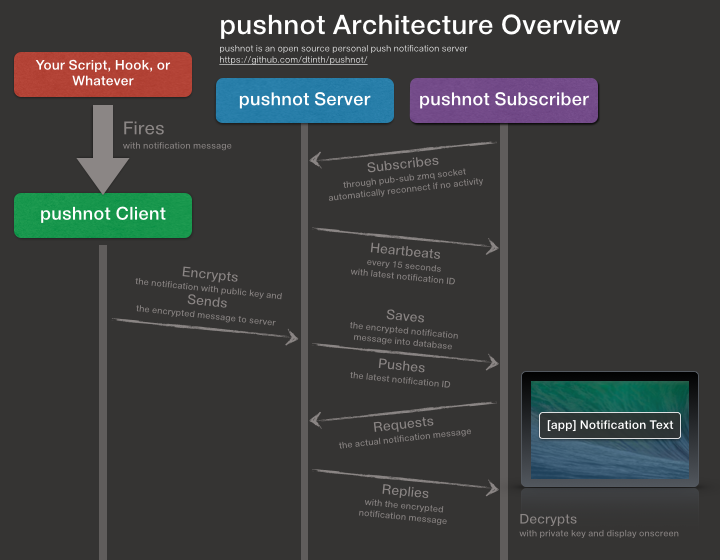 pushnot Architecture Overview
pushnot is an open source personal push notification server
https://github.com/dtinth/pushnot/
Your Script, Hook, or
Whatever
pushnot Server
pushnot Subscriber
Fires
with notification message
pushnot Client
Subscribes
through pub-sub zmq socket
automatically reconnect if no activity
Heartbeats
every 15 seconds
with latest notification ID
Encrypts
the notification with public key and
Sends
the encrypted message to server
Saves
the encrypted notification
message into database
Pushes
the latest notification ID
Requests
the actual notification message
[app] Notification Text
Replies
with the encrypted
notification message
Decrypts
with private key and display onscreen